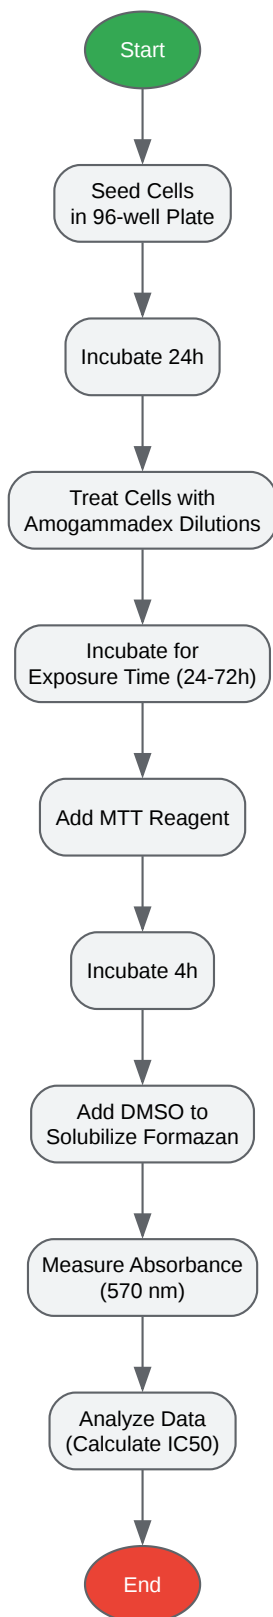 Start
Seed Cells
in 96-well Plate
Incubate 24h
Treat Cells with
Amogammadex Dilutions
Incubate for
Exposure Time (24-72h)
Add MTT Reagent
Incubate 4h
Add DMSO to
Solubilize Formazan
Measure Absorbance
(570 nm)
Analyze Data
(Calculate IC50)
End